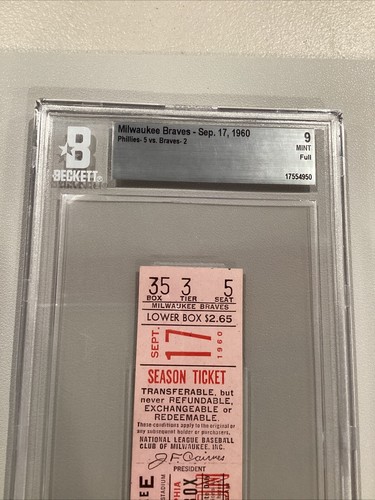 B
BECKETT®
Milwaukee Braves - Sep. 17, 1960
Phillies- 5 vs. Braves- 2
9
MINT
Full
17554950
35 3 5
BOX TIER SEAT
MILWAUKEE BRAVES
LOWER BOX $2.65
SEPT. 17 1960
SEASON TICKET
TRANSFERABLE, but
never REFUNDABLE,
EXCHANGEABLE or
REDEEMABLE.
These conditions apply to the original or
any subsequent holder or purchasers.
NATIONAL LEAGUE BASEBALL
CLUB OF MILWAUKEE, INC.
J.F. Cairnes
PRESIDENT